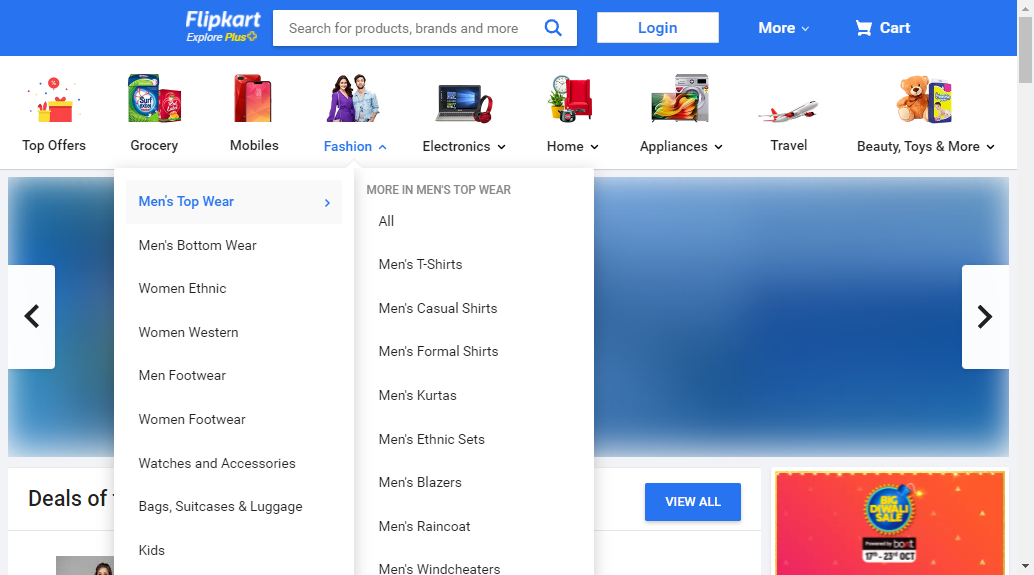 Flipkart
Explore Plus
Search for products, brands and more
Login
More
Cart
Top Offers
Grocery
Mobiles
Fashion
Electronics
Home
Appliances
Travel
Beauty, Toys & More
Men's Top Wear
Men's Bottom Wear
Women Ethnic
Women Western
Men Footwear
Women Footwear
Watches and Accessories
Bags, Suitcases & Luggage
Kids
MORE IN MEN'S TOP WEAR
All
Men's T-Shirts
Men's Casual Shirts
Men's Formal Shirts
Men's Kurtas
Men's Ethnic Sets
Men's Blazers
Men's Raincoat
Men's Windcheaters
Deals of
VIEW ALL
BIG
DIWALI
SALE
Powered by boAt
17th - 23rd OCT